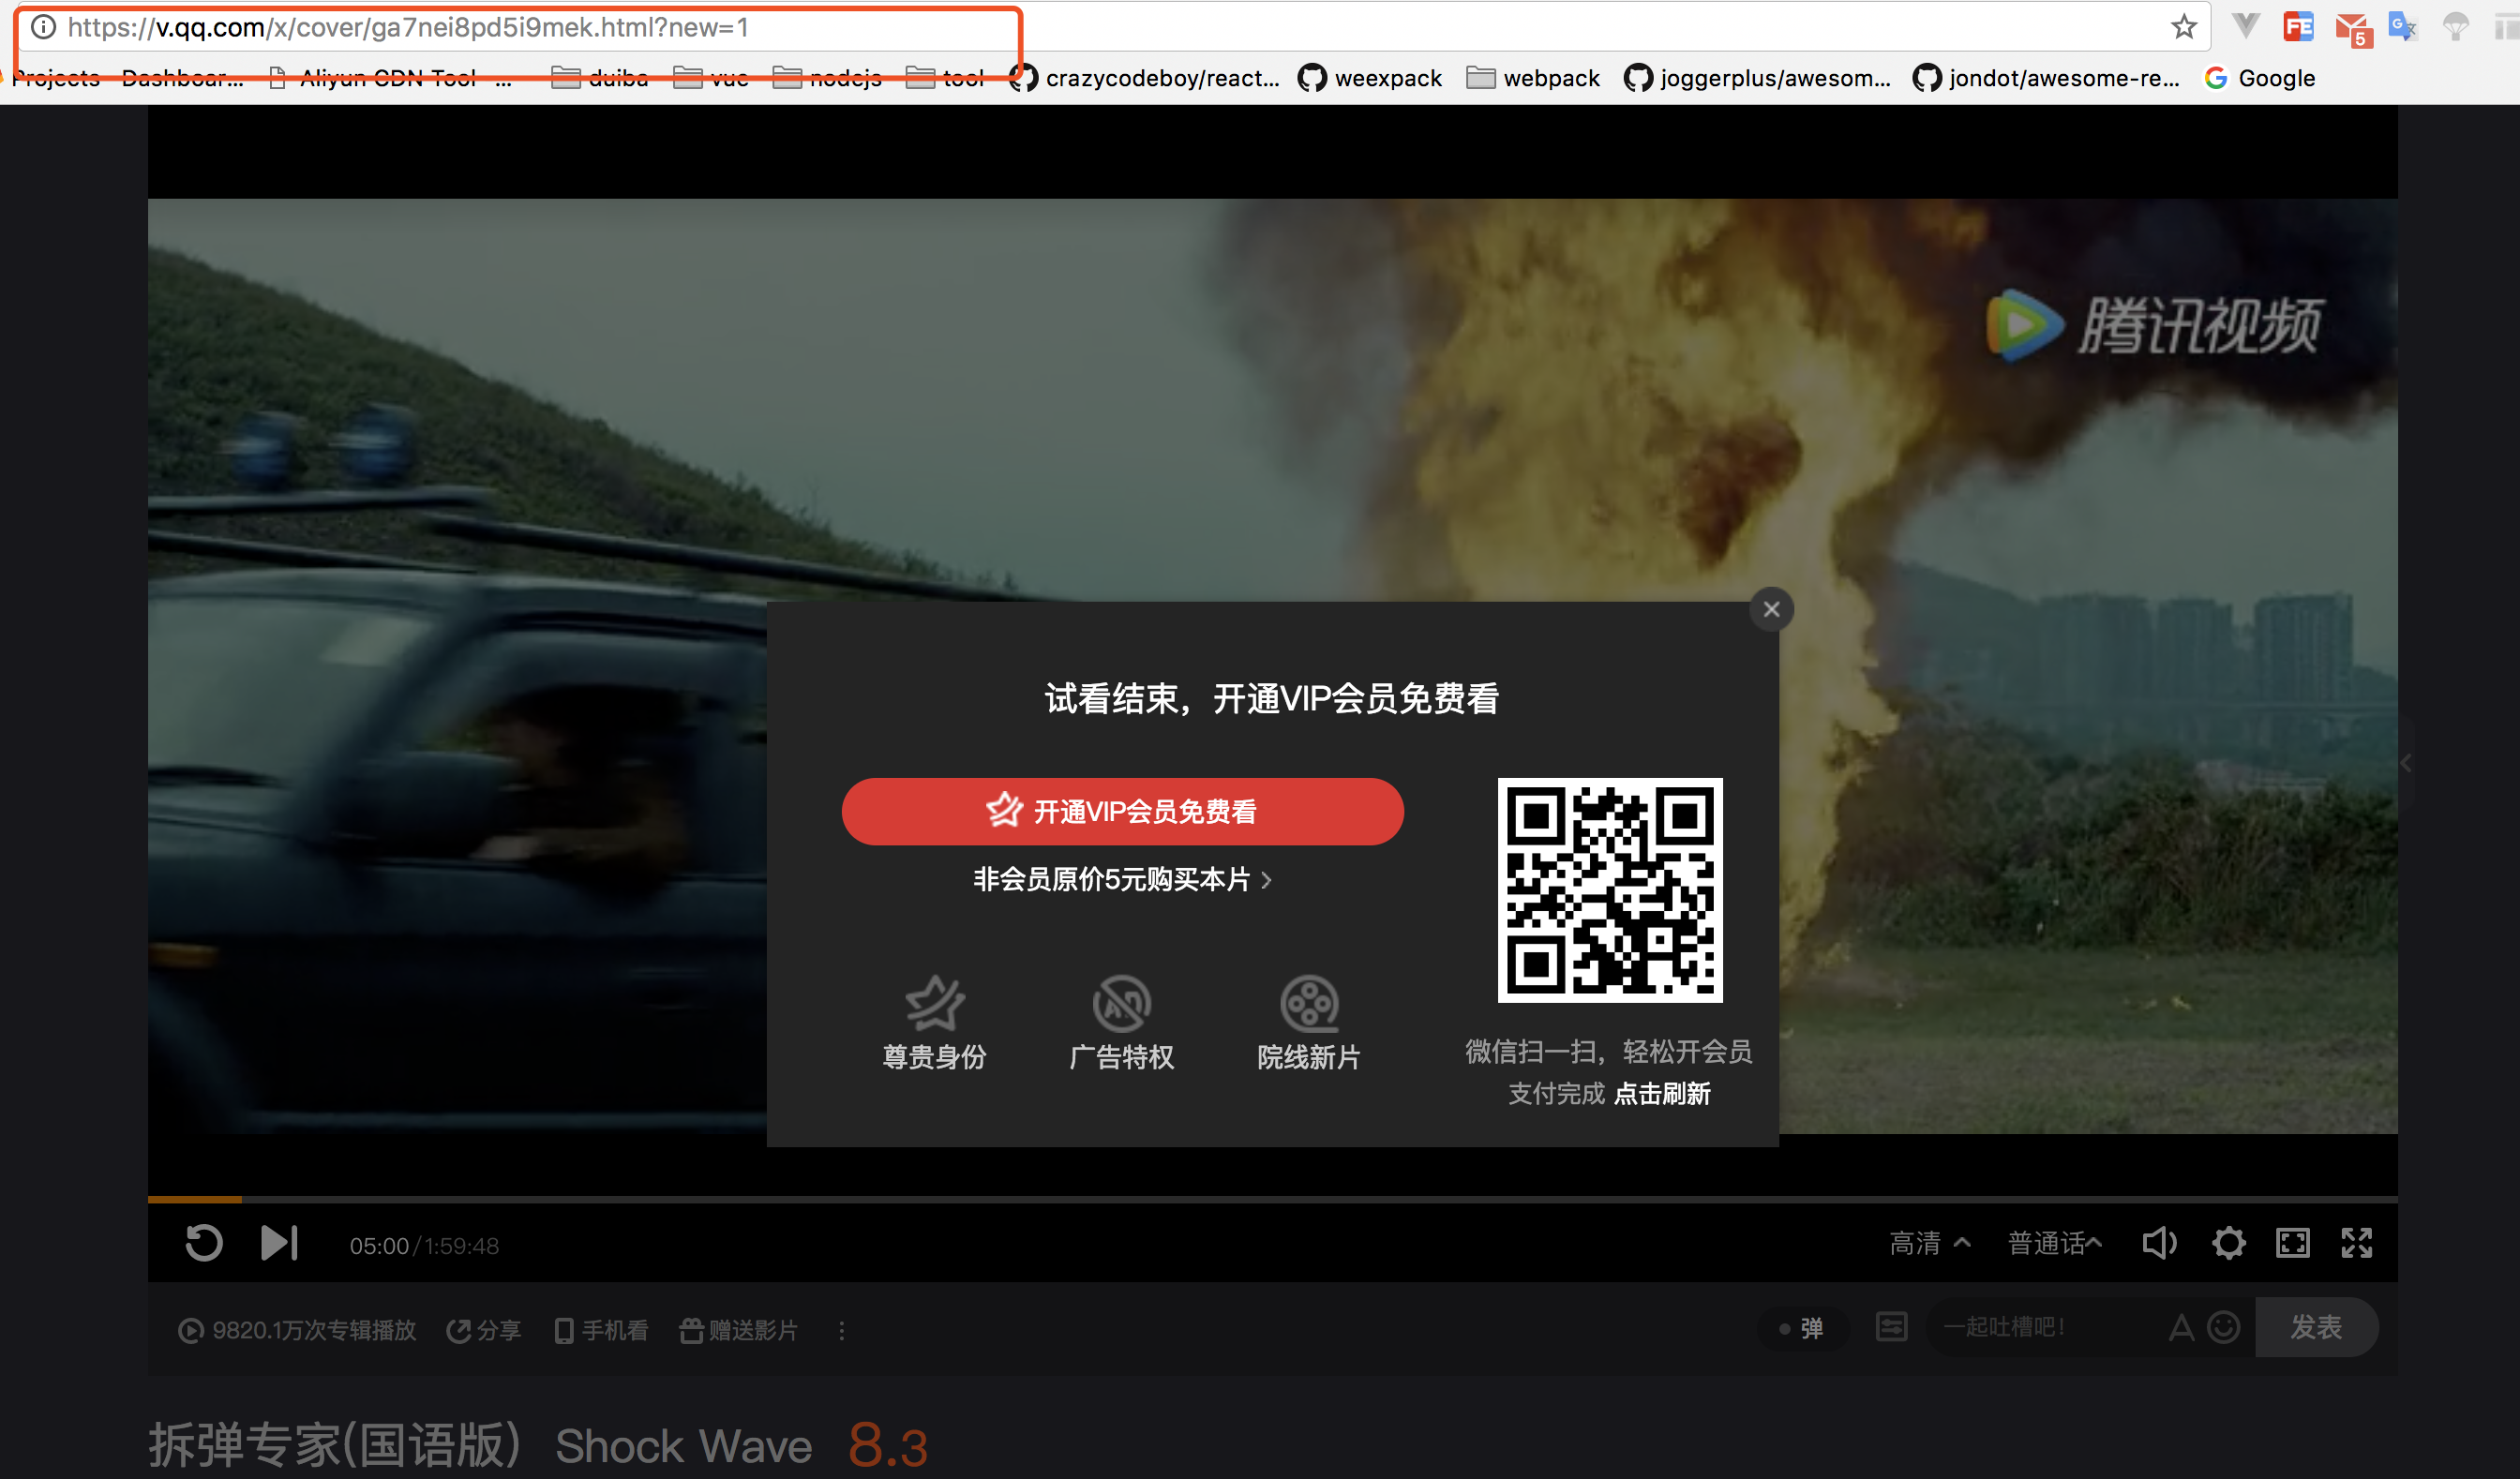 https://v.qq.com/x/cover/ga7nei8pd5i9mek.html?new=1
FE
5
G
Projects Dashboar... Aliyun CDN Tool - ... duiba vue nodejs tool crazycodeboy/react... weexpack webpack joggerplus/awesom... jondot/awesome-re... Google
腾讯视频
试看结束，开通VIP会员免费看
开通VIP会员免费看
非会员原价5元购买本片
尊贵身份 广告特权 院线新片
微信扫一扫，轻松开会员
支付完成 点击刷新
05:00/1:59:48 高清 普通话
9820.1万次专辑播放 分享 手机看 赠送影片 弹 一起吐槽吧！ A 发表
拆弹专家(国语版） Shock Wave 8.3